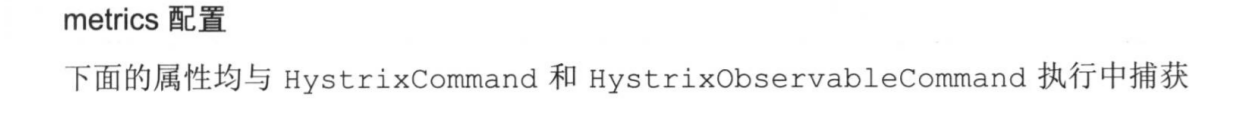 metrics 配置
下面的属性均与 HystrixCommand 和 HystrixObservableCommand 执行中捕获